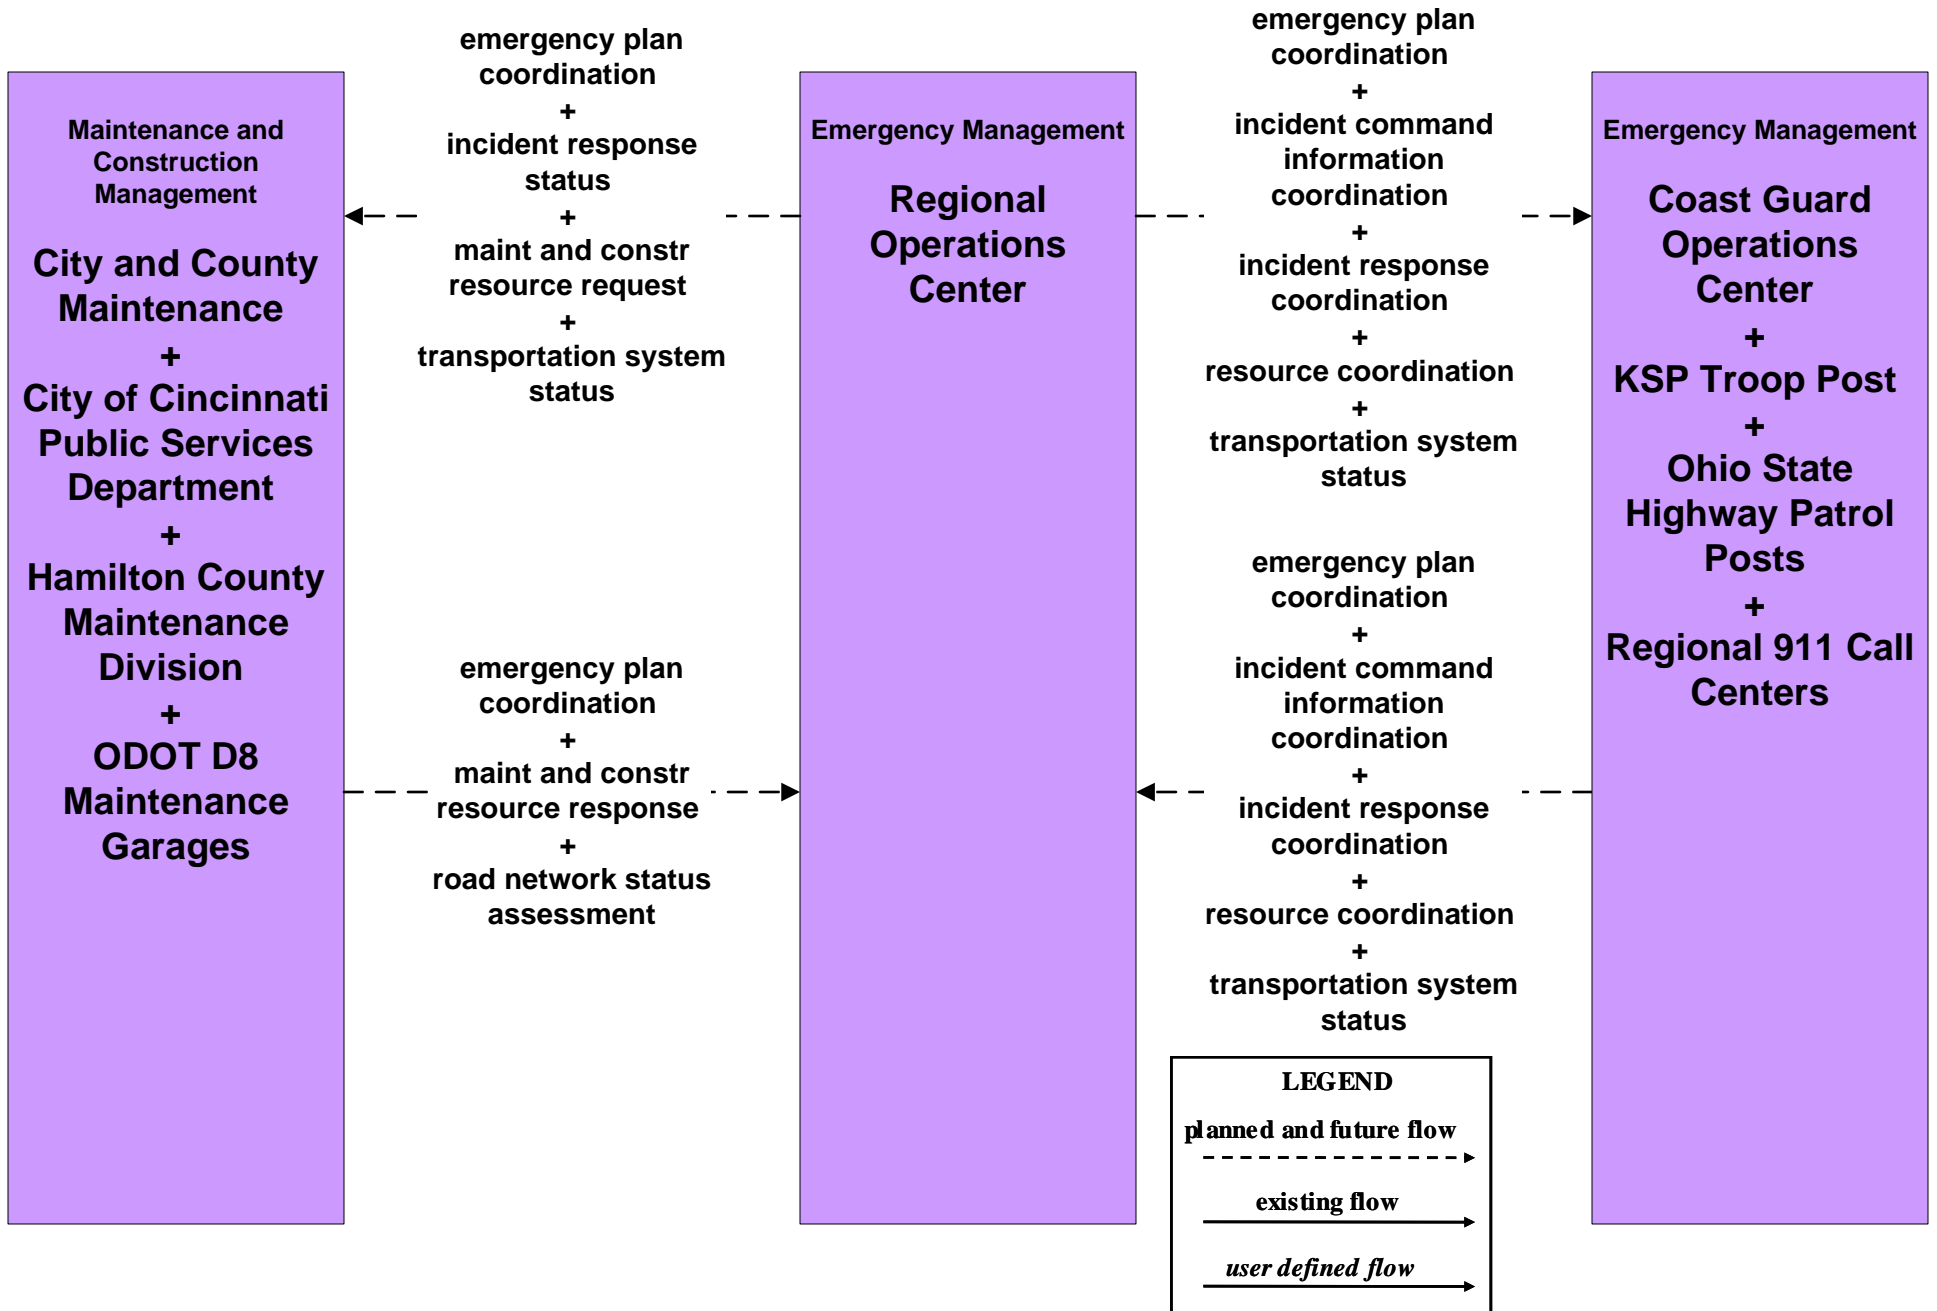 Maintenance and
Construction
Management
City and County
Maintenance
+
City of Cincinnati
Public Services
Department
+
Hamilton County
Maintenance
Division
+
ODOT D8
Maintenance
Garages
emergency plan
coordination
+
incident response
status
+
maint and constr
resource request
+
transportation system
status
emergency plan
coordination
+
maint and constr
resource response
+
road network status
assessment
Emergency Management
Regional
Operations
Center
emergency plan
coordination
+
incident command
information
coordination
+
incident response
coordination
+
resource coordination
+
transportation system
status
emergency plan
coordination
+
incident command
information
coordination
+
incident response
coordination
+
resource coordination
+
transportation system
status
Emergency Management
Coast Guard
Operations
Center
+
KSP Troop Post
+
Ohio State
Highway Patrol
Posts
+
Regional 911 Call
Centers
LEGEND
planned and future flow
existing flow
user defined flow